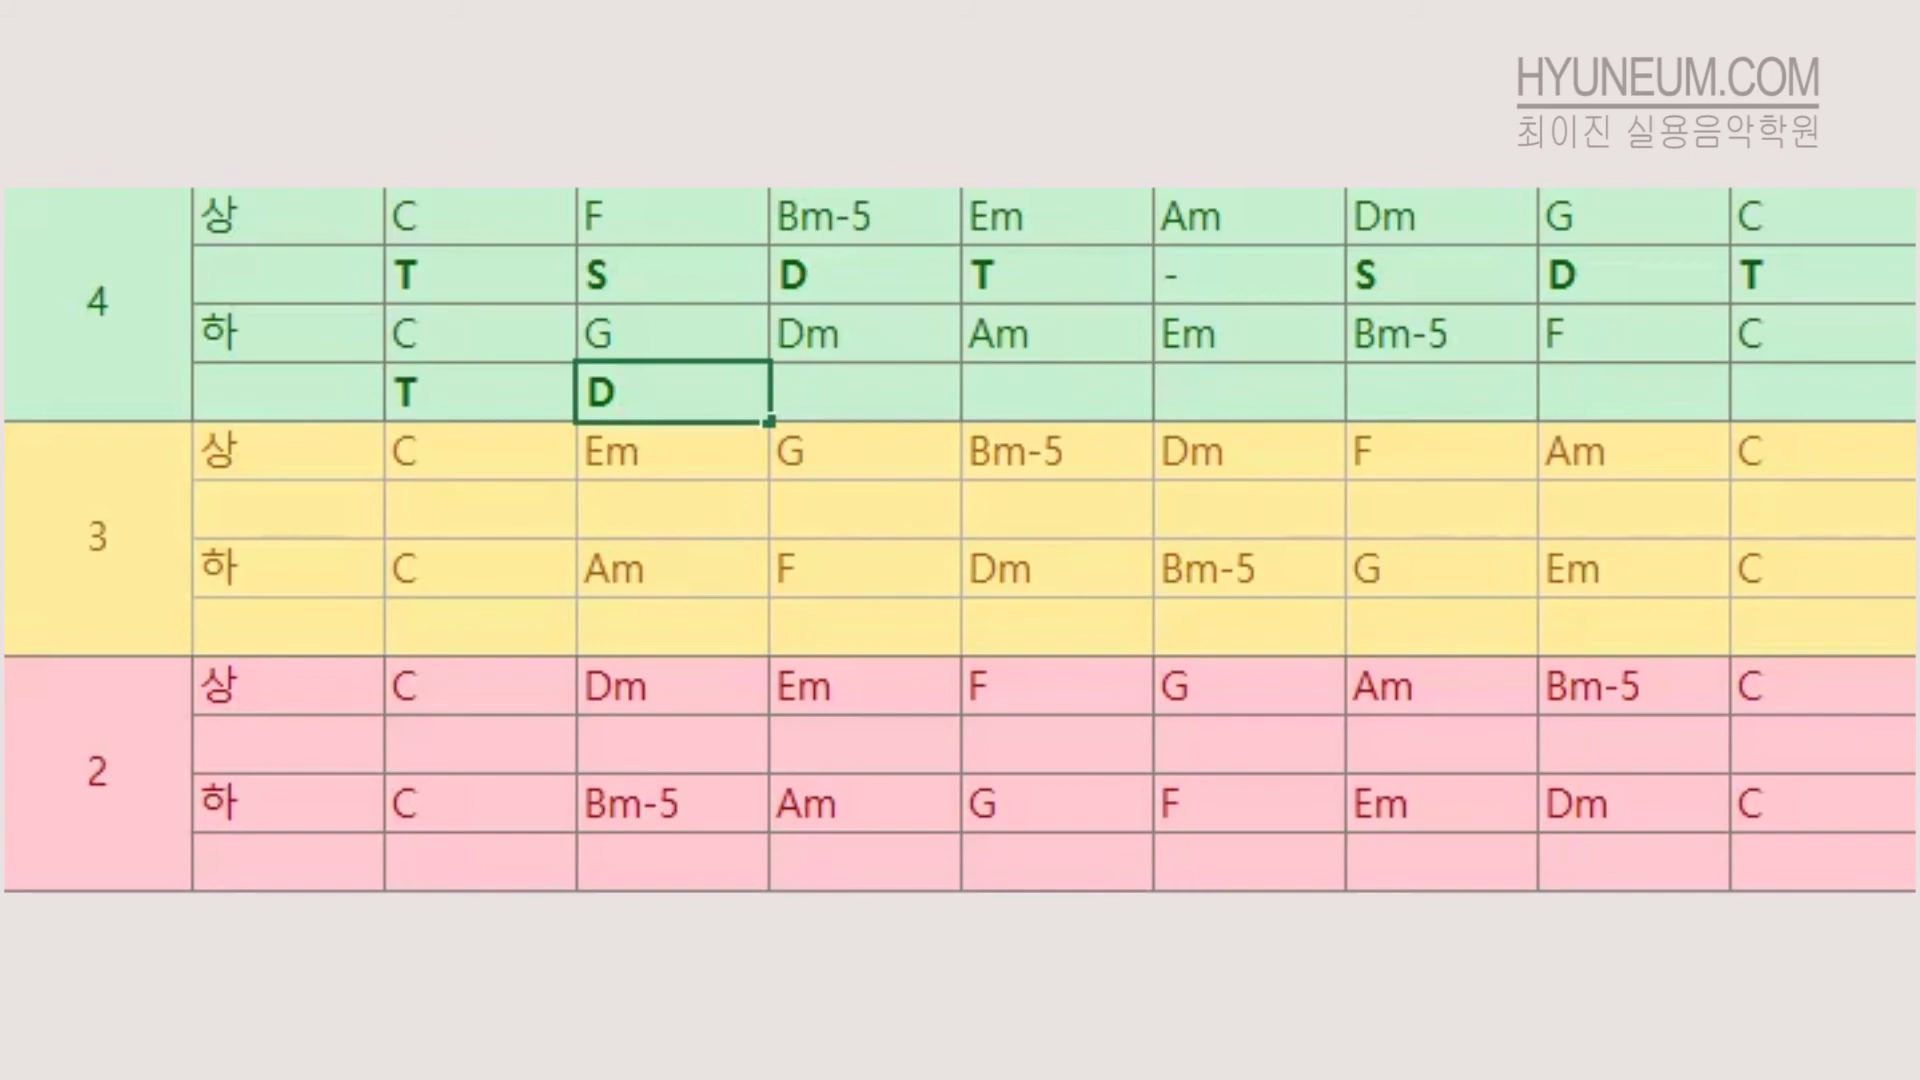 HYUNEUM.COM
최이진 실용음악학원
상 C F Bm-5 Em Am Dm G C
4 T S D T - S D T
하 C G Dm Am Em Bm-5 F C
T D
상 C Em G Bm-5 Dm F Am C
3
하 C Am F Dm Bm-5 G Em C
상 C Dm Em F G Am Bm-5 C
2
하 C Bm-5 Am G F Em Dm C